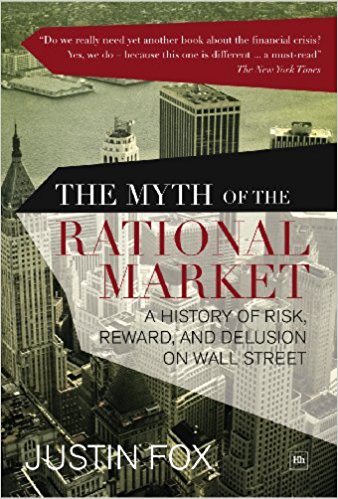 “Do we really need yet another book about the financial crisis?
Yes, we do – because this one is different ... a must-read”
The New York Times
THE MYTH OF THE
RATIONAL
MARKET
A HISTORY OF RISK,
REWARD, AND DELUSION
ON WALL STREET
JUSTIN FOX
Hh